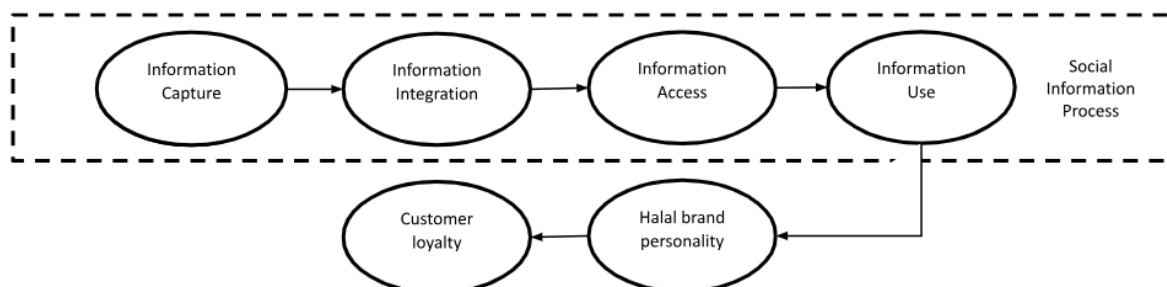 Information
Capture
Information
Integration
Information
Access
Information
Use
Social
Information
Process
Customer
loyalty
Halal brand
personality